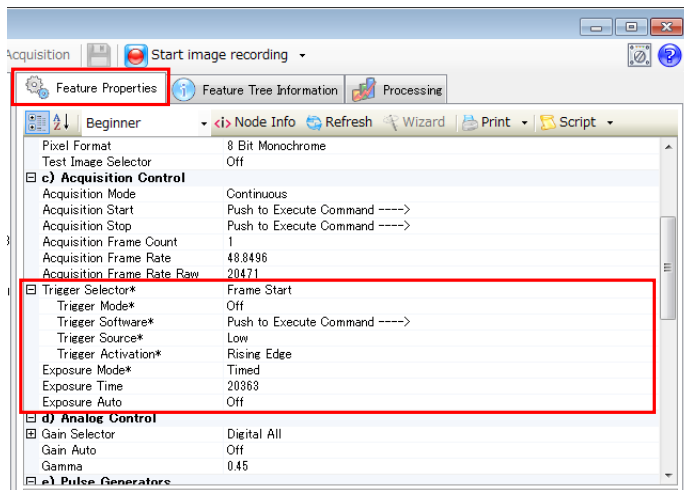 Acquisition Start image recording
Feature Properties Feature Tree Information Processing
Beginner <i> Node Info Refresh Wizard Print Script
Pixel Format 8 Bit Monochrome
Test Image Selector Off
c) Acquisition Control
Acquisition Mode Continuous
Acquisition Start Push to Execute Command ---->
Acquisition Stop Push to Execute Command ---->
Acquisition Frame Count 1
Acquisition Frame Rate 48.8496
Acquisition Frame Rate Raw 20471
Trigger Selector* Frame Start
Trigger Mode* Off
Trigger Software* Push to Execute Command ---->
Trigger Source* Low
Trigger Activation* Rising Edge
Exposure Mode* Timed
Exposure Time 20363
Exposure Auto Off
d) Analog Control
Gain Selector Digital All
Gain Auto Off
Gamma 0.45
e) Pulse Generators